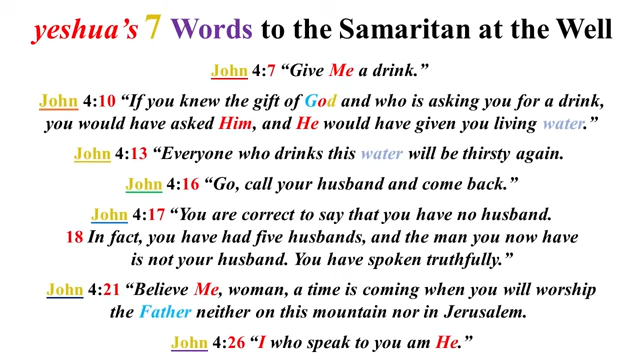 yeshua's 7 Words to the Samaritan at the Well
John 4:7 “Give Me a drink.”
John 4:10 “If you knew the gift of God and who is asking you for a drink,
you would have asked Him, and He would have given you living water.”
John 4:13 “Everyone who drinks this water will be thirsty again.
John 4:16 “Go, call your husband and come back.”
John 4:17 “You are correct to say that you have no husband.
18 In fact, you have had five husbands, and the man you now have
is not your husband. You have spoken truthfully.”
John 4:21 “Believe Me, woman, a time is coming when you will worship
the Father neither on this mountain nor in Jerusalem.
John 4:26 “I who speak to you am He.”